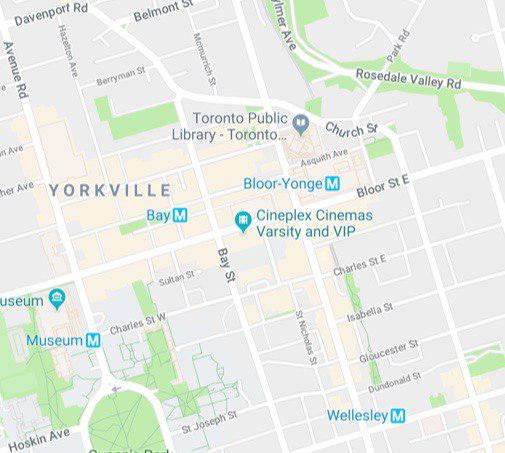 Davenport Rd
Belmont St
Hazelton Ave
Mcmurrich St
Park Rd
Avenue Rd
Berryman St
Rosedale Valley Rd
Toronto Public
Library - Toronto...
Church St
Asquith Ave
YORKVILLE
Bloor-Yonge M
Bloor St E
Bay M
Cineplex Cinemas
Varsity and VIP
Bay St
Charles St E
Sultan St
useum
Isabella St
Charles St W
Museum M
St Nicholas St
Gloucester St
Dundonald St
Wellesley M
St Joseph St
Hoskin Ave
Queen's Park